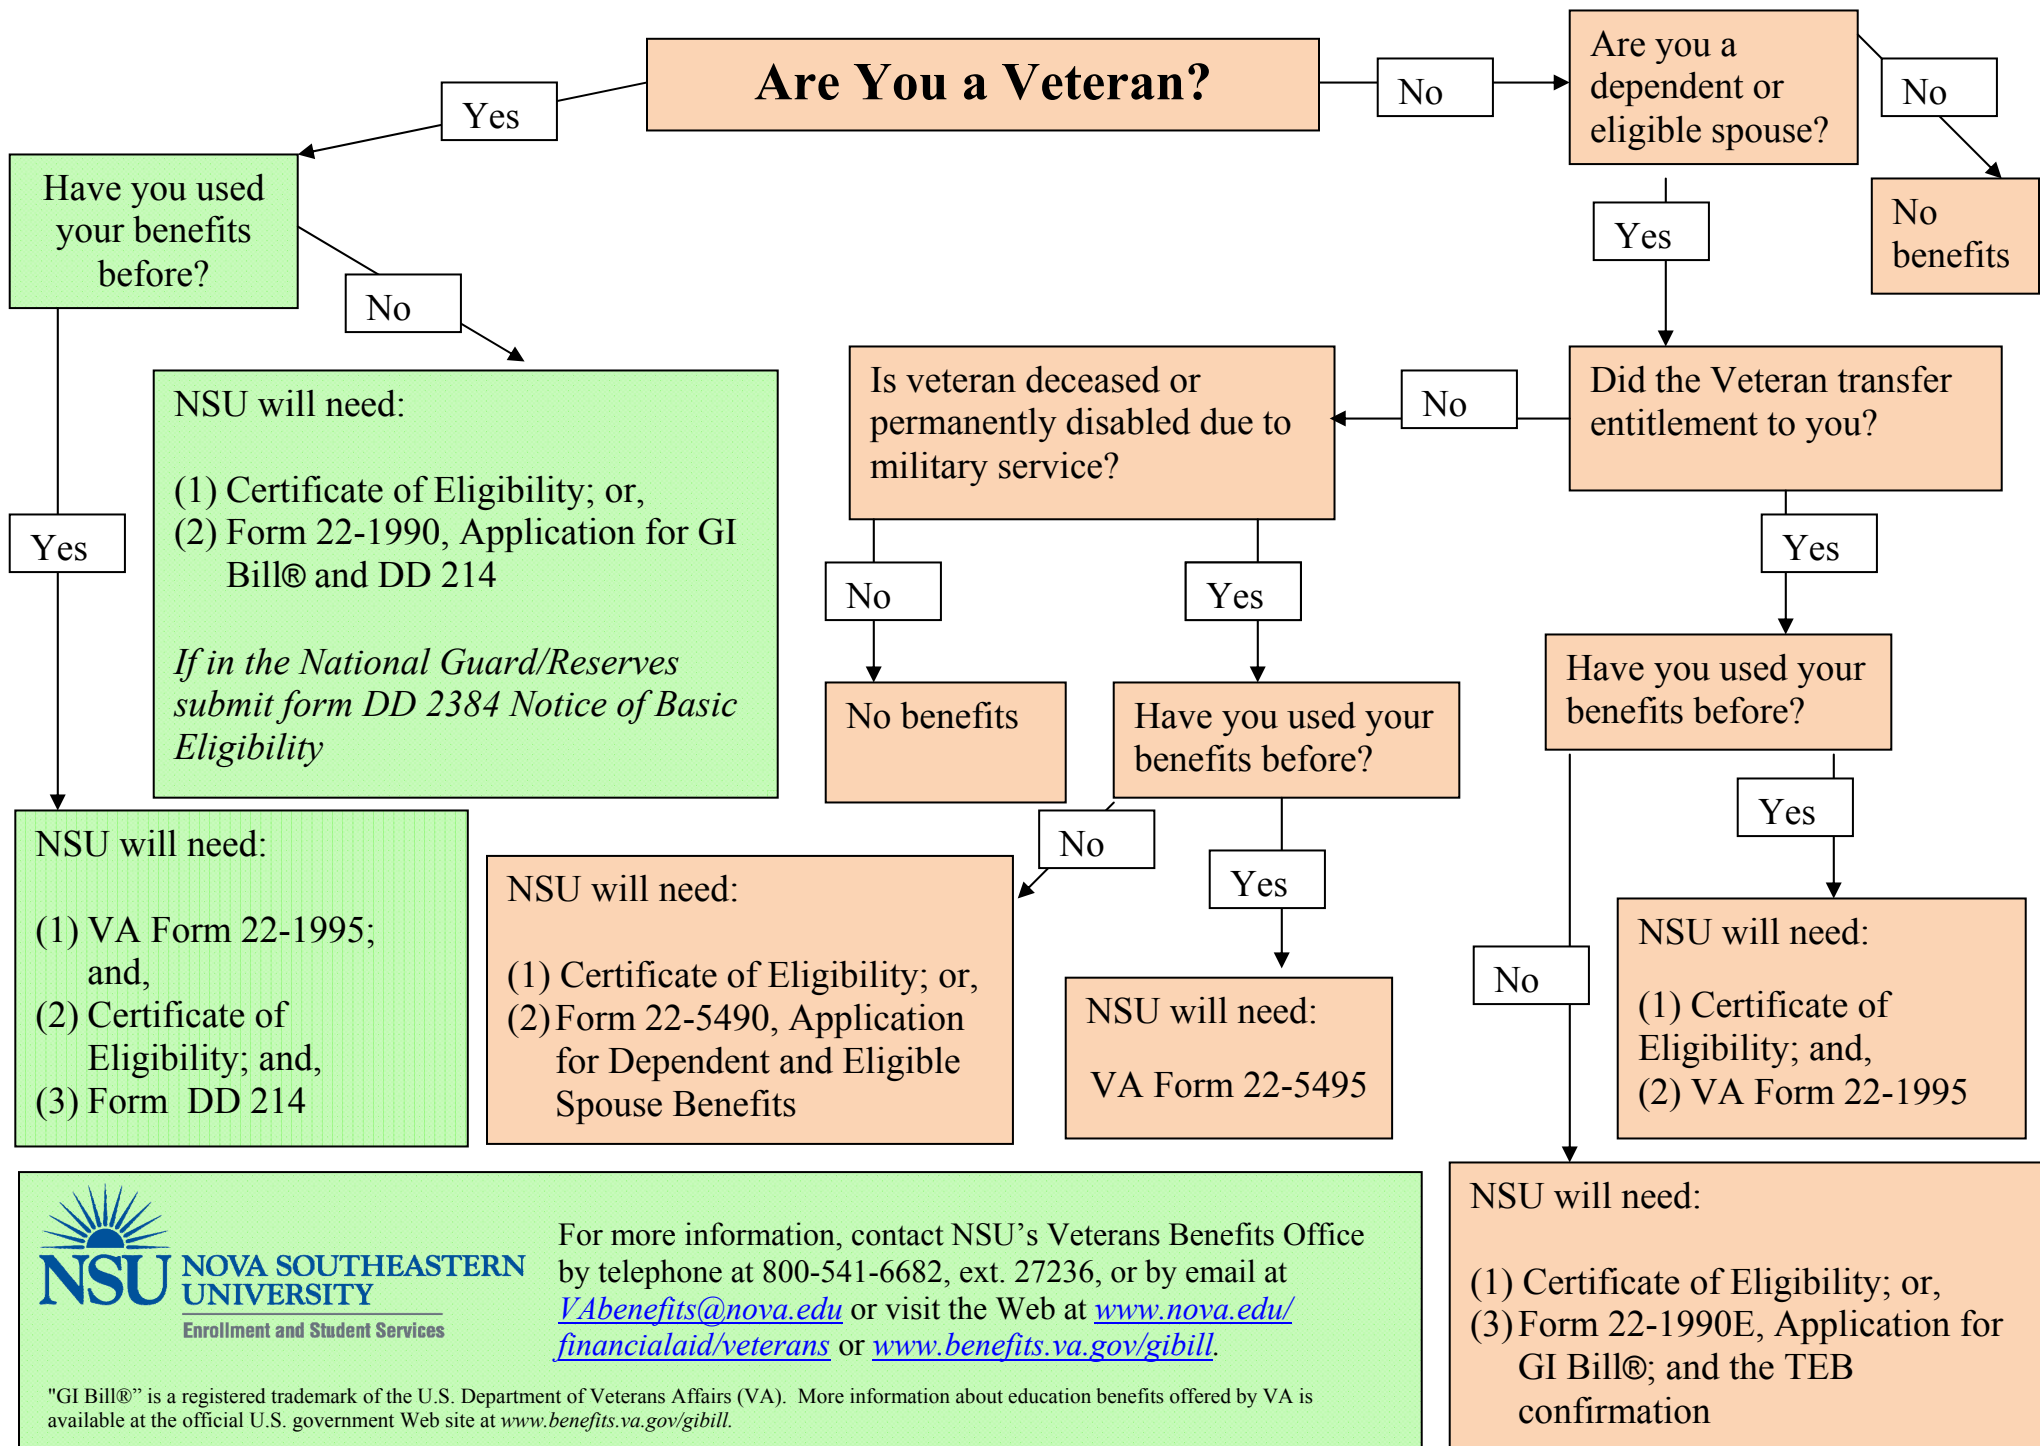 Are You a Veteran?
Yes
No
Are you a
dependent or
eligible spouse?
No
No
benefits
Yes
Have you used
your benefits
before?
No
Yes
NSU will need:
(1) Certificate of Eligibility; or,
(2) Form 22-1990, Application for GI
Bill® and DD 214
If in the National Guard/Reserves
submit form DD 2384 Notice of Basic
Eligibility
NSU will need:
(1) VA Form 22-1995;
and,
(2) Certificate of
Eligibility; and,
(3) Form DD 214
Did the Veteran transfer
entitlement to you?
No
Is veteran deceased or
permanently disabled due to
military service?
No
Yes
No benefits
Have you used your
benefits before?
No
Yes
NSU will need:
(1) Certificate of Eligibility; or,
(2) Form 22-5490, Application
for Dependent and Eligible
Spouse Benefits
NSU will need:
VA Form 22-5495
Yes
Have you used your
benefits before?
Yes
No
NSU will need:
(1) Certificate of
Eligibility; and,
(2) VA Form 22-1995
NSU will need:
(1) Certificate of Eligibility; or,
(3) Form 22-1990E, Application for
GI Bill®; and the TEB
confirmation
NSU
NOVA SOUTHEASTERN
UNIVERSITY
Enrollment and Student Services
For more information, contact NSU’s Veterans Benefits Office
by telephone at 800-541-6682, ext. 27236, or by email at
VAbenefits@nova.edu or visit the Web at www.nova.edu/
financialaid/veterans or www.benefits.va.gov/gibill.
"GI Bill®” is a registered trademark of the U.S. Department of Veterans Affairs (VA). More information about education benefits offered by VA is
available at the official U.S. government Web site at www.benefits.va.gov/gibill.